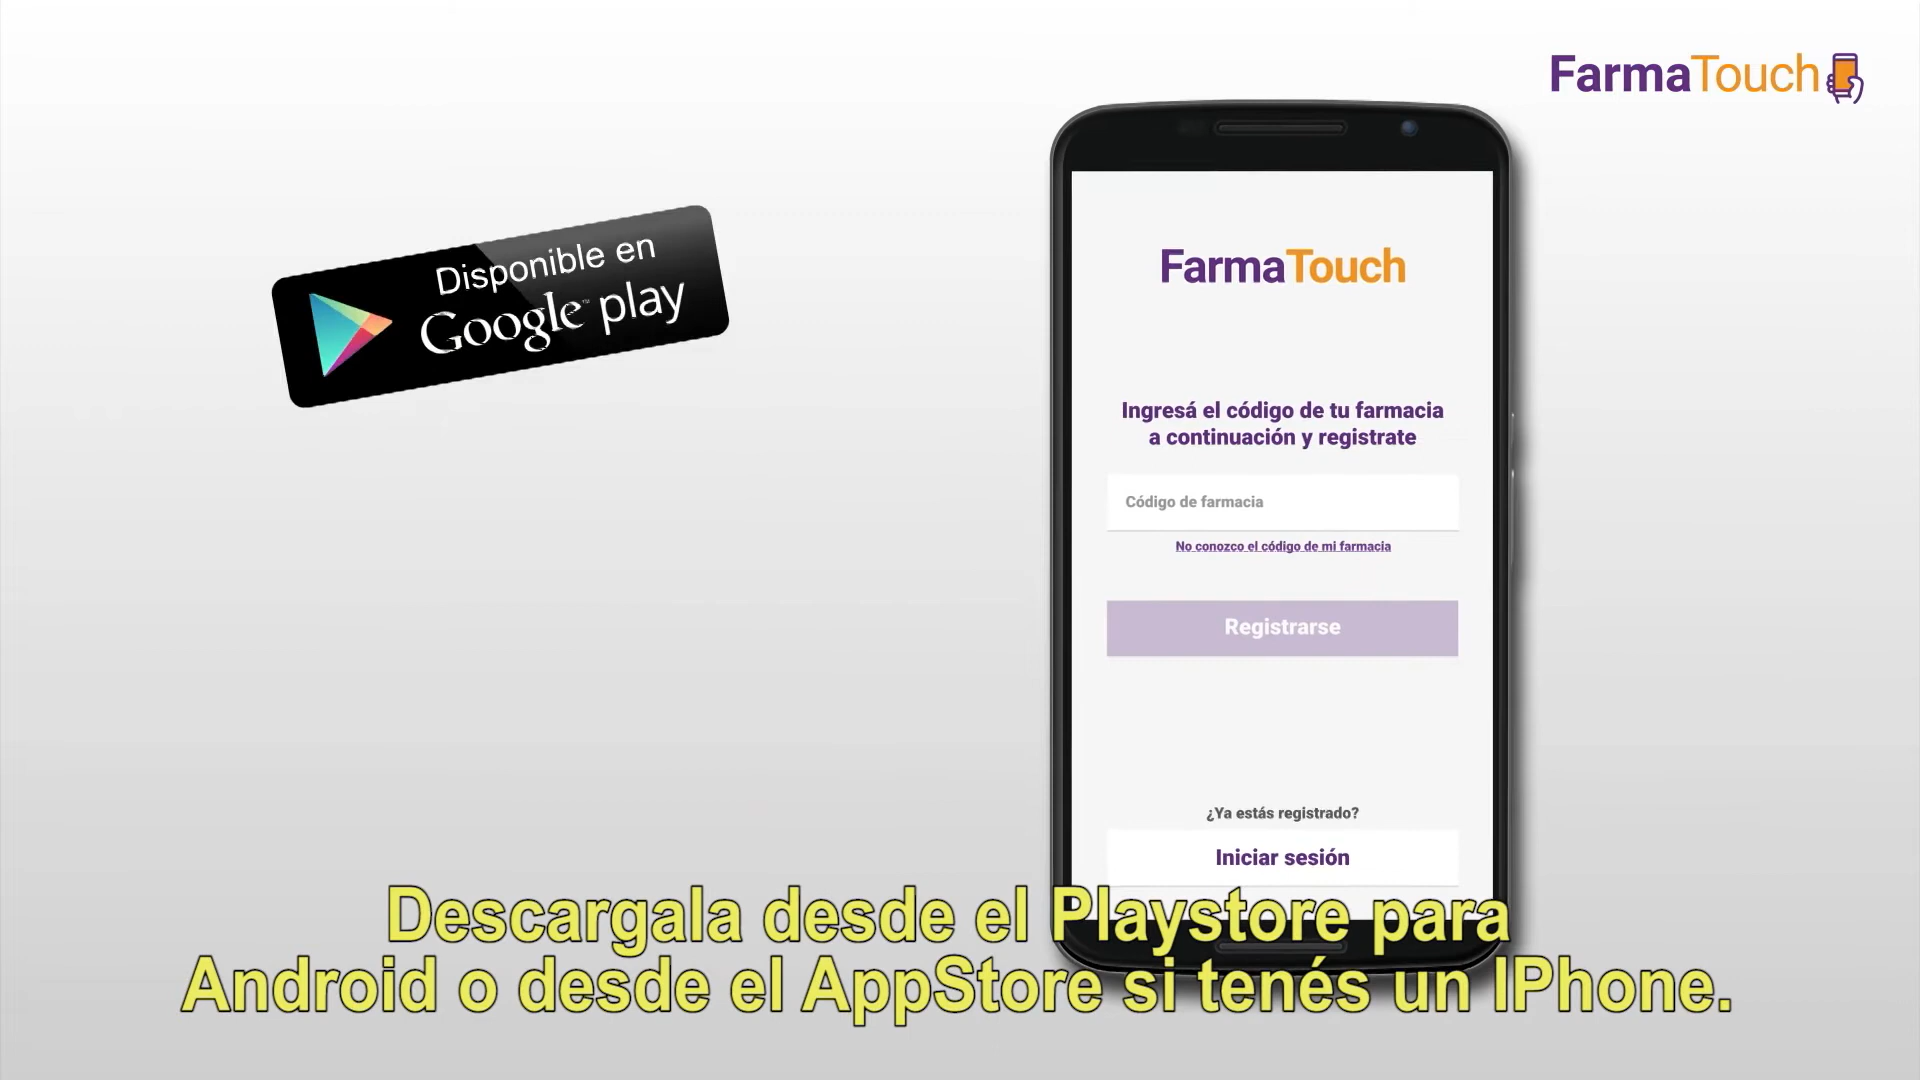 FarmaTouch
Disponible en
Google play
FarmaTouch
Ingresá el código de tu farmacia
a continuación y registrate
Código de farmacia
No conozco el código de mi farmacia
Registrarse
¿Ya estás registrado?
Iniciar sesión
Descargala desde el Playstore para
Android o desde el AppStore si tenés un IPhone.